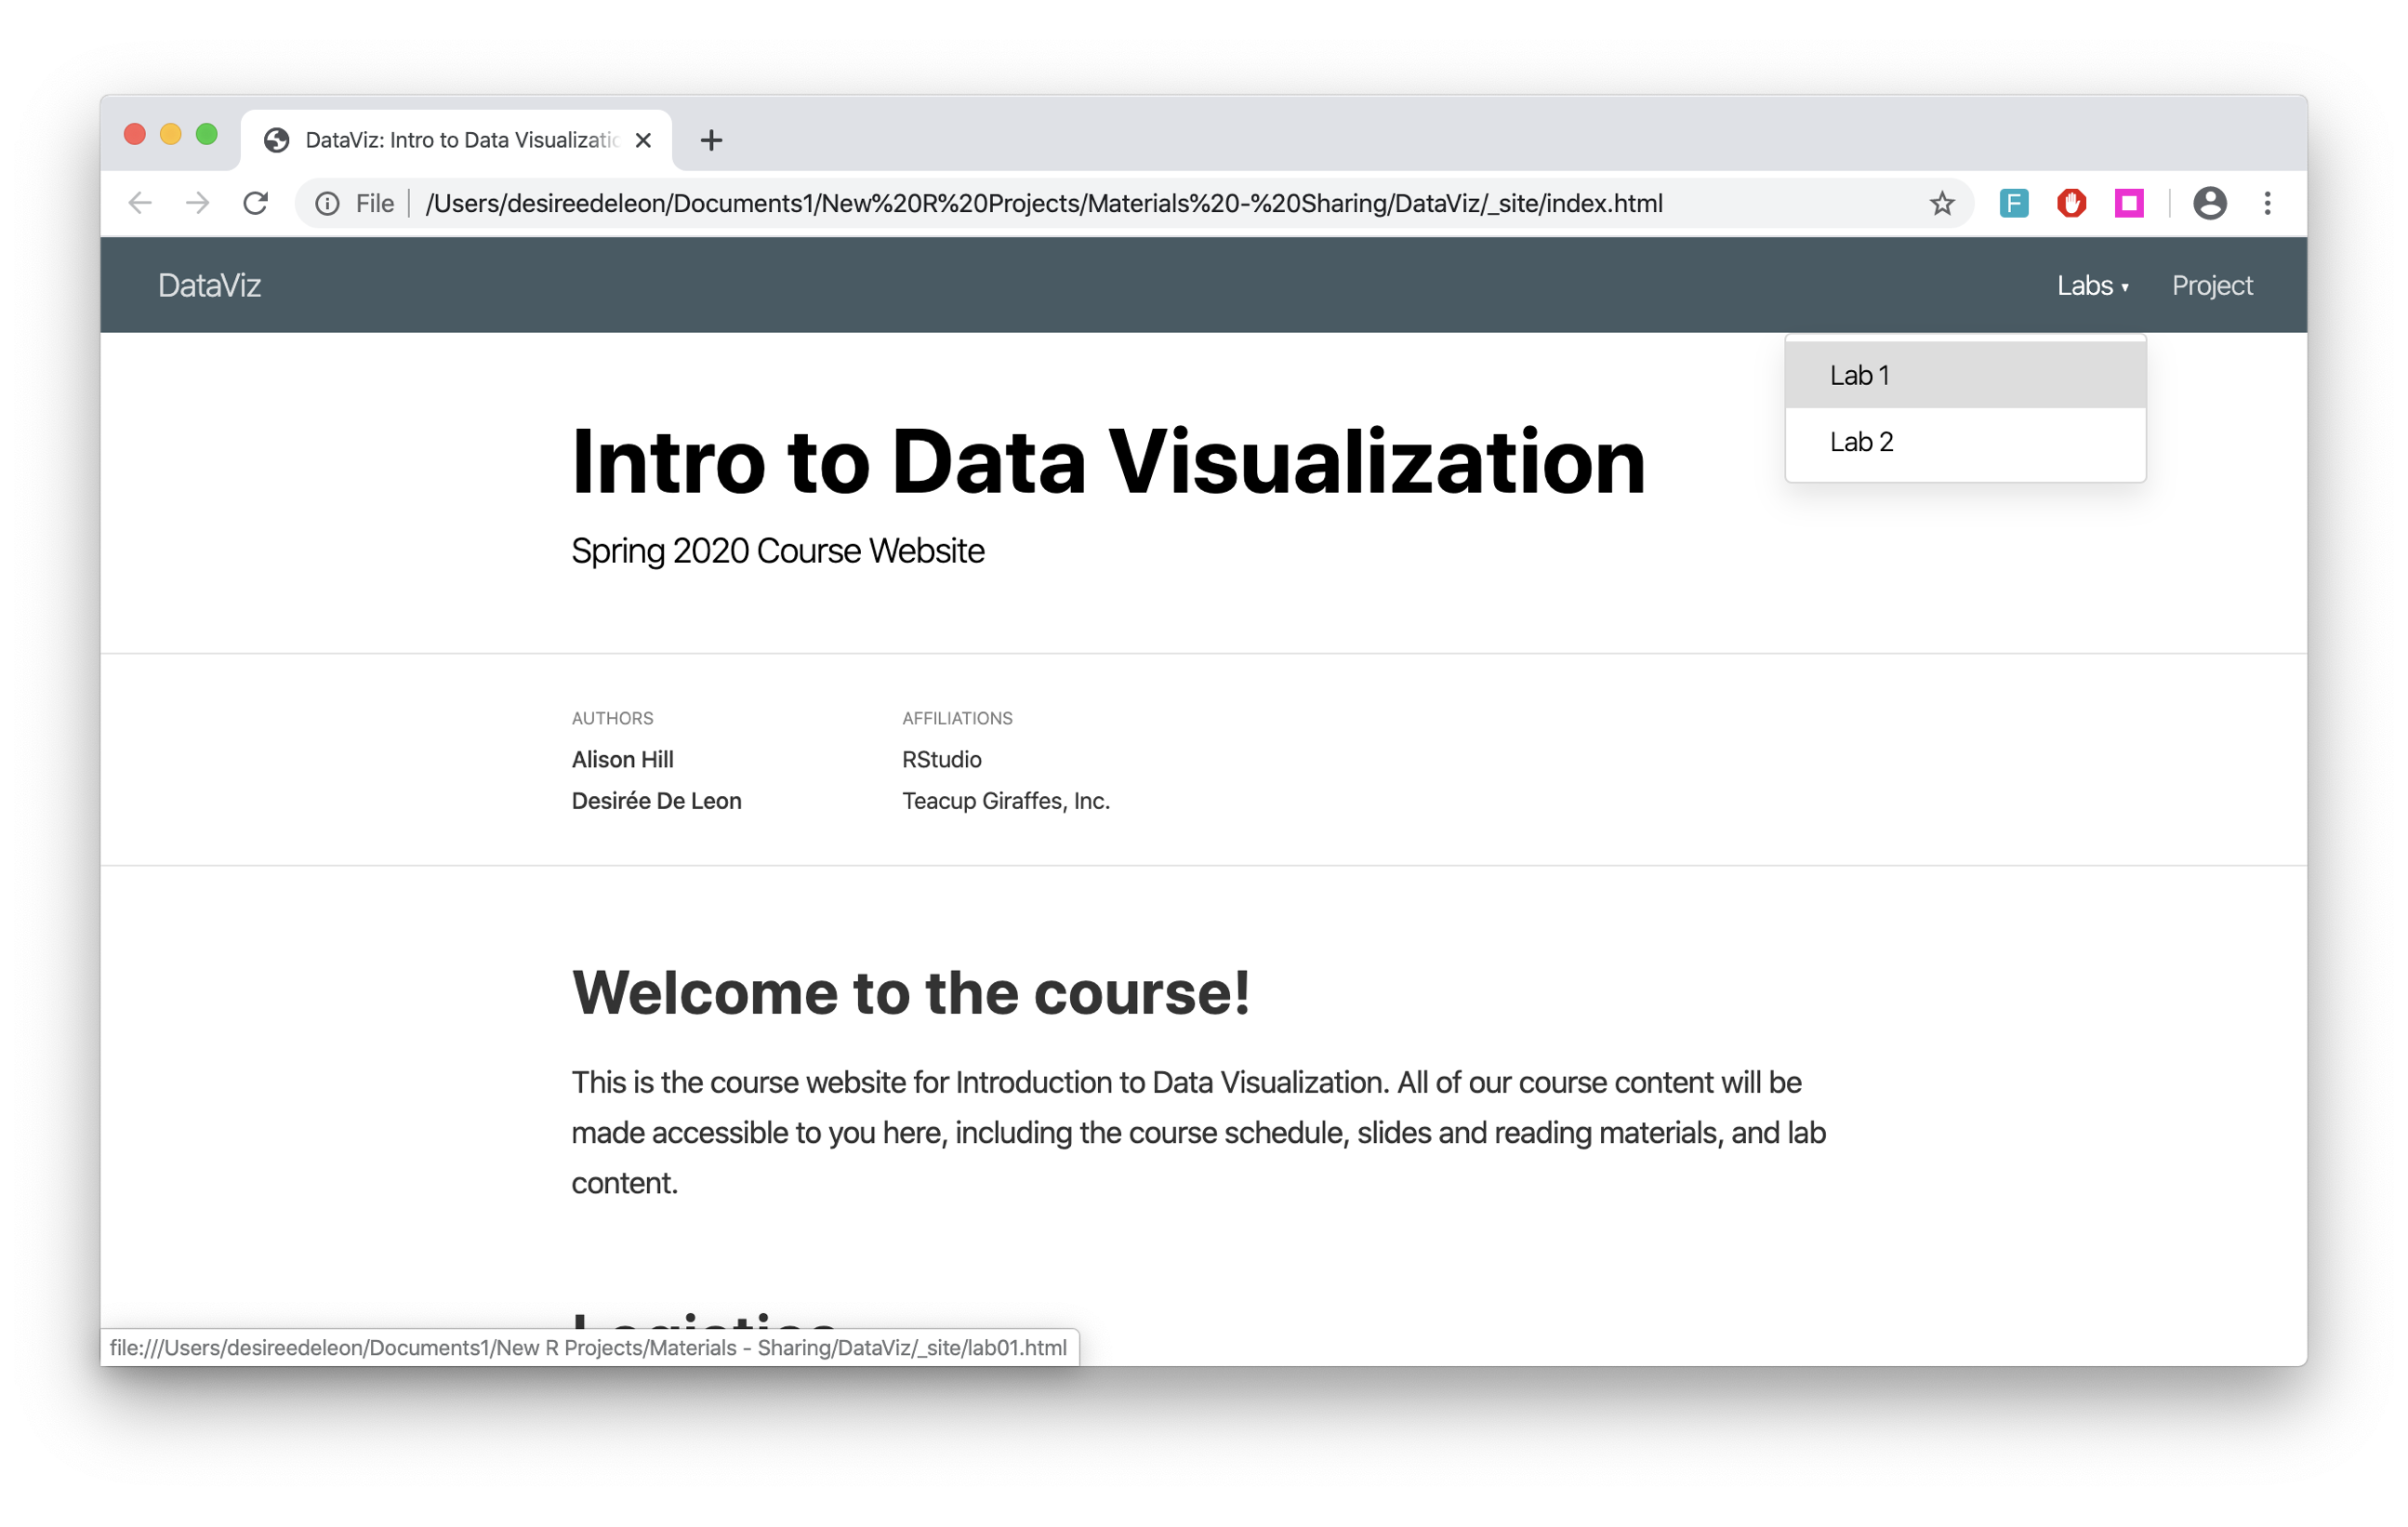 DataViz: Intro to Data Visualizatio
File /Users/desireedeleon/Documents1/New%20R%20Projects/Materials%20-%20Sharing/DataViz/_site/index.html
F
DataViz
Labs ▾ Project
Lab 1
Lab 2
Intro to Data Visualization
Spring 2020 Course Website
AUTHORS AFFILIATIONS
Alison Hill RStudio
Desirée De Leon Teacup Giraffes, Inc.
Welcome to the course!
This is the course website for Introduction to Data Visualization. All of our course content will be
made accessible to you here, including the course schedule, slides and reading materials, and lab
content.
Logistics
file:///Users/desireedeleon/Documents1/New R Projects/Materials - Sharing/DataViz/_site/lab01.html